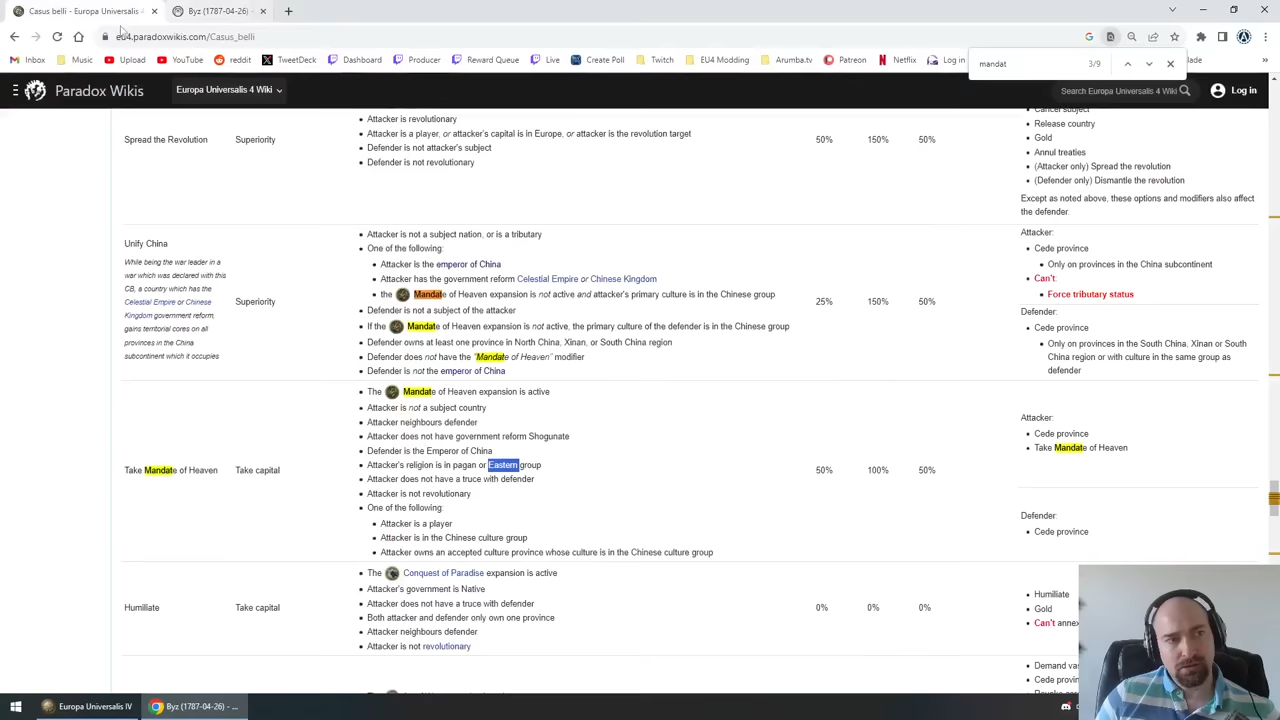 Casus belli - Europa Universalis
Byz (1787-04-26)
eu4.paradoxwikis.com/Casus_belli
Inbox
Music
Upload
YouTube
reddit
TweetDeck
Dashboard
Producer
Reward Queue
Live
Create Poll
Twitch
EU4 Modding
Arumba.tv
Patreon
Netflix
Log in
mandat
3/9
Paradox Wikis
Europa Universalis 4 Wiki
Search Europa Universalis 4 Wiki
Log in
Spread the Revolution
Superiority
Attacker is revolutionary
Attacker is a player, or attacker's capital is in Europe, or attacker is the revolution target
Defender is not attacker's subject
Defender is not revolutionary
50%
150%
50%
Cancel subject
Release country
Gold
Annul treaties
(Attacker only) Spread the revolution
(Defender only) Dismantle the revolution
Except as noted above, these options and modifiers also affect
the defender.
Unify China
While being the war leader in a
war which was declared with this
CB, a country which has the
Celestial Empire or Chinese
Kingdom government reform,
gains territorial cores on all
provinces in the China
subcontinent which it occupies
Superiority
Attacker is not a subject nation, or is a tributary
One of the following:
Attacker is the emperor of China
Attacker has the government reform Celestial Empire or Chinese Kingdom
the Mandate of Heaven expansion is not active and attacker's primary culture is in the Chinese group
Defender is not a subject of the attacker
If the Mandate of Heaven expansion is not active, the primary culture of the defender is in the Chinese group
Defender owns at least one province in North China, Xinan, or South China region
Defender does not have the "Mandate of Heaven" modifier
Defender is not the emperor of China
25%
150%
50%
Attacker:
Cede province
Only on provinces in the China subcontinent
Can't:
Force tributary status
Defender:
Cede province
Only on provinces in the South China, Xinan or South
China region or with culture in the same group as
defender
Take Mandate of Heaven
Take capital
The Mandate of Heaven expansion is active
Attacker is not a subject country
Attacker neighbours defender
Attacker does not have government reform Shogunate
Defender is the Emperor of China
Attacker's religion is in pagan or Eastern group
Attacker does not have a truce with defender
Attacker is not revolutionary
One of the following:
Attacker is a player
Attacker is in the Chinese culture group
Attacker owns an accepted culture province whose culture is in the Chinese culture group
50%
100%
50%
Attacker:
Cede province
Take Mandate of Heaven
Defender:
Cede province
Humiliate
Take capital
The Conquest of Paradise expansion is active
Attacker's government is Native
Attacker does not have a truce with defender
Both attacker and defender only own one province
Attacker neighbours defender
Attacker is not revolutionary
0%
0%
0%
Humiliate
Gold
Can't annex
Demand
Cede
Europa Universalis IV
Byz (1787-04-26) - ...